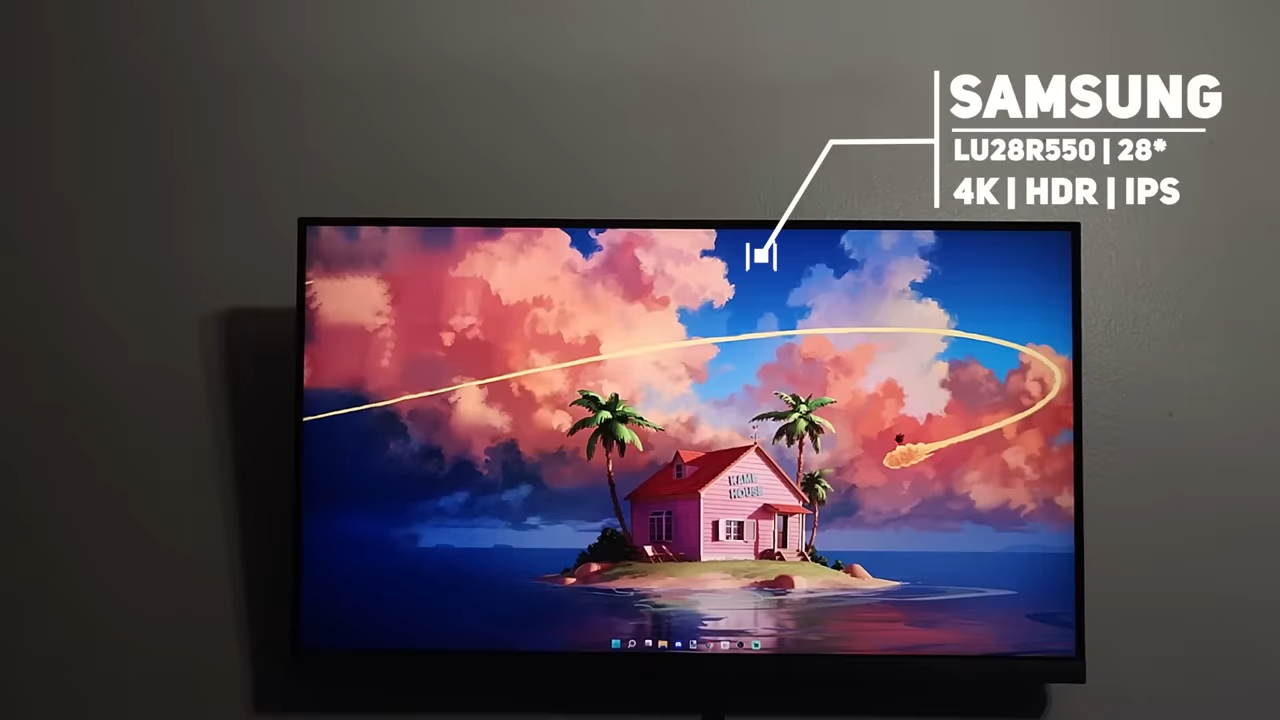 SAMSUNG
LU28R550 | 28*
4K | HDR | IPS
KAME
HOUSE